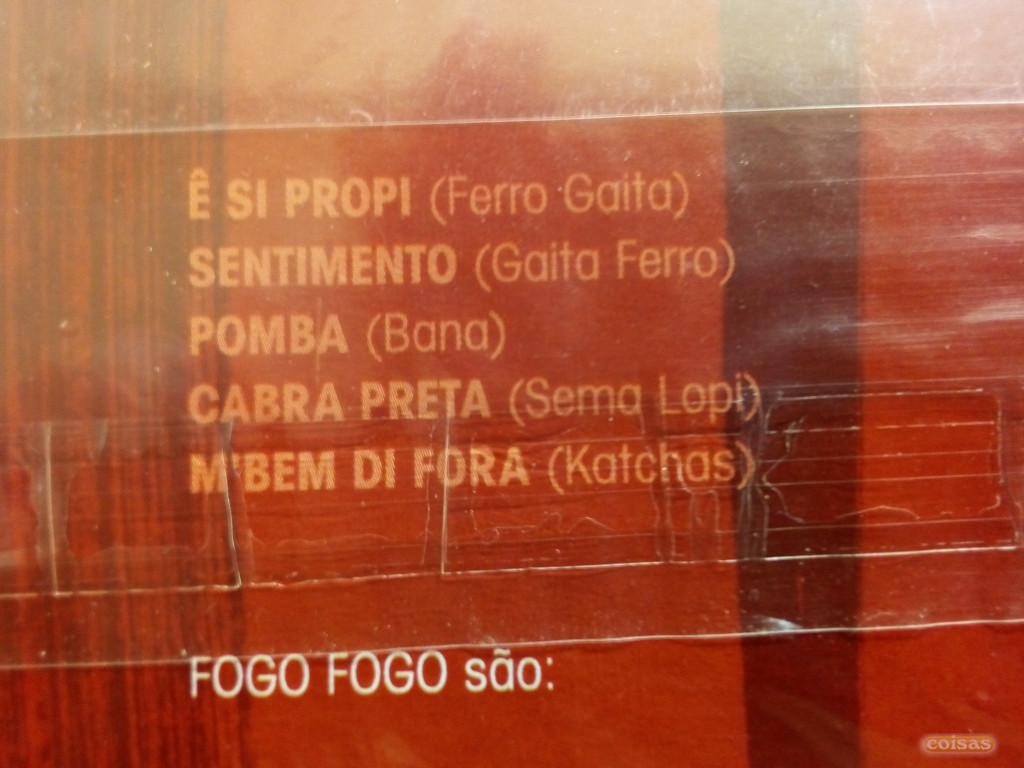 Ê SI PROPI (Ferro Gaita)
SENTIMENTO (Gaita Ferro)
POMBA (Bana)
CABRA PRETA (Sema Lopi)
M'BEM DI FORA (Katchas)
FOGO FOGO são:
coisas